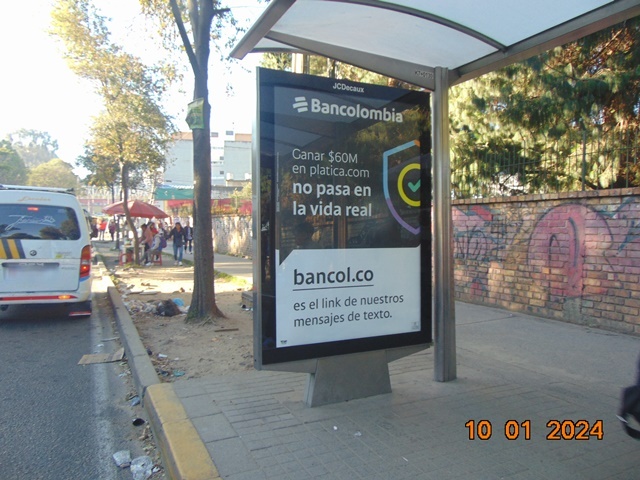 JCDecaux
Bancolombia
Ganar $60M
en platica.com
no pasa en
la vida real
bancol.co
es el link de nuestros
mensajes de texto.
10 01 2024